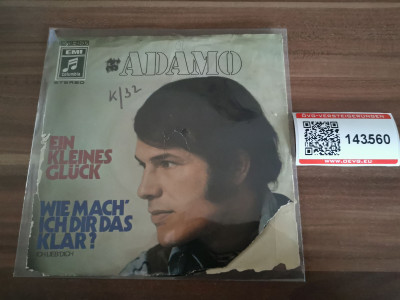 EMI
COLUMBIA
STEREO
ADAMO
K/32
EIN
KLEINES
GLÜCK
WIE MACH'
ICH DIR DAS
KLAR?
DVG-VERSTEIGERUNGEN
143560
WWW.DEVG.EU